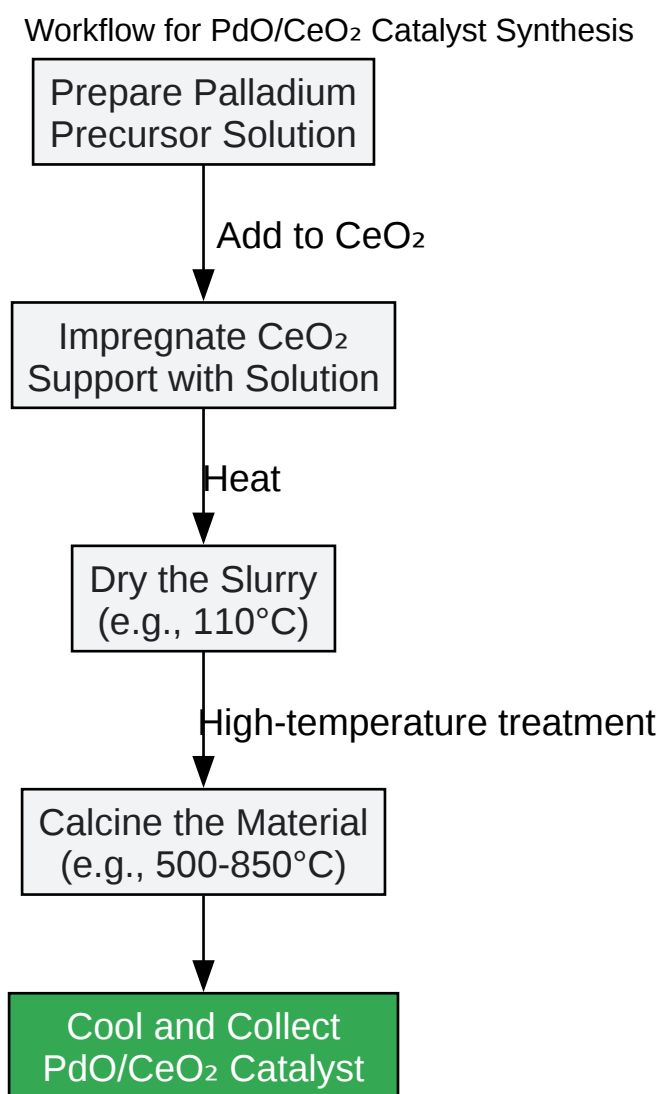 Workflow for PdO/CeO₂ Catalyst Synthesis
Prepare Palladium
Precursor Solution
Add to CeO₂
Impregnate CeO₂
Support with Solution
Heat
Dry the Slurry
(e.g., 110°C)
High-temperature treatment
Calcine the Material
(e.g., 500-850°C)
Cool and Collect
PdO/CeO₂ Catalyst